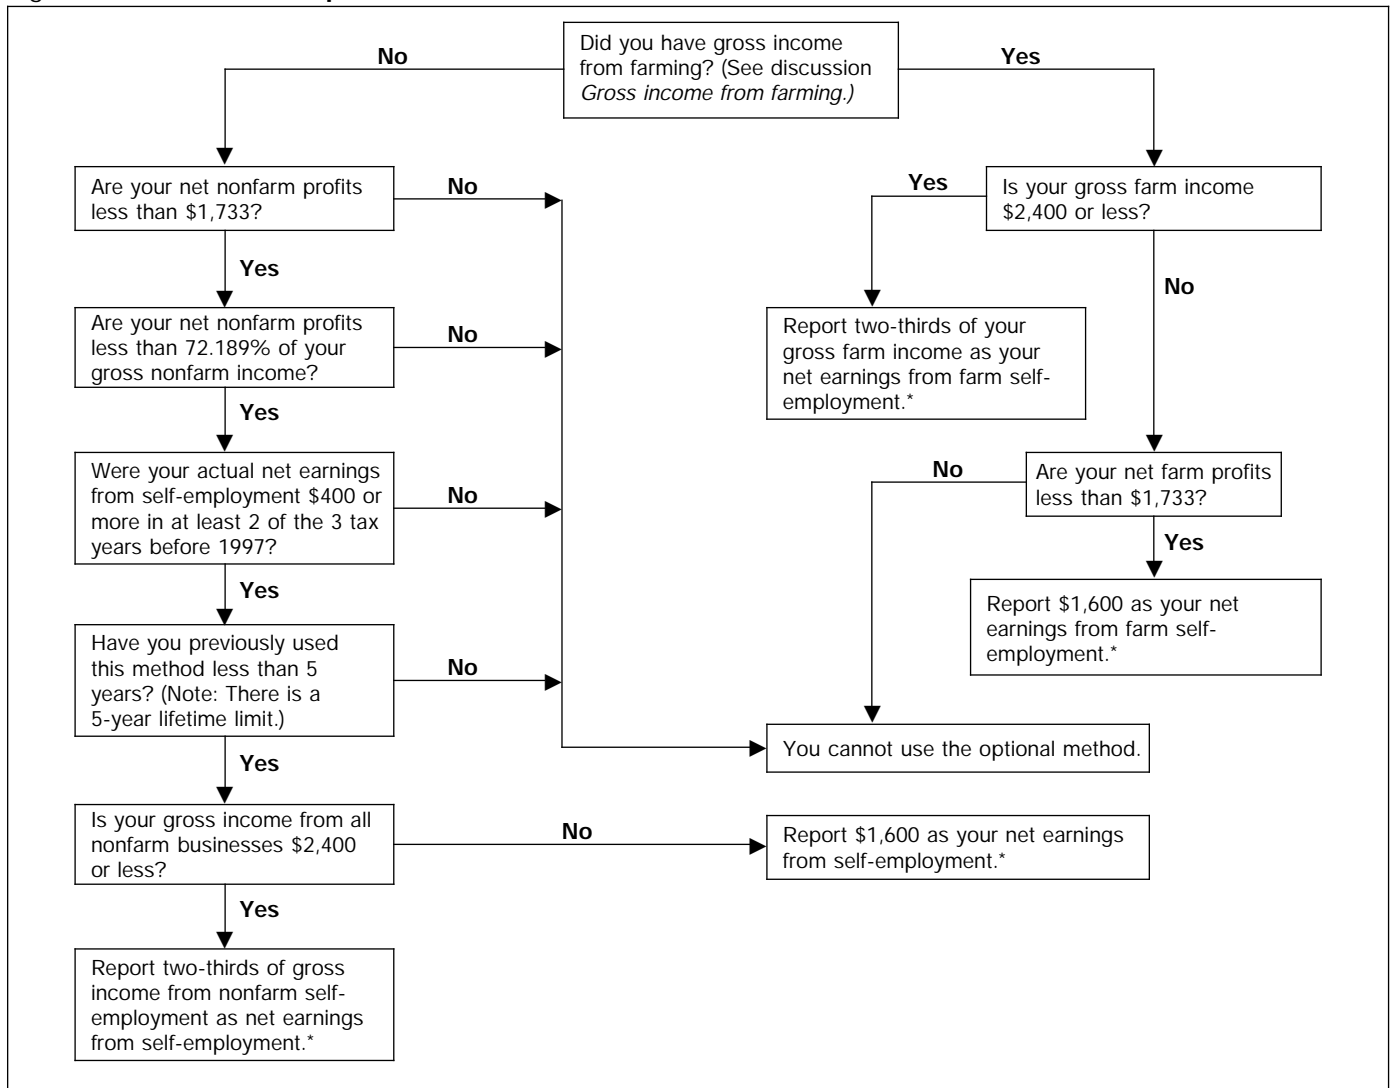 Did you have gross income
from farming? (See discussion
Gross income from farming.)
No
Yes
Are your net nonfarm profits
less than $1,733?
No
Yes
Is your gross farm income
$2,400 or less?
Yes
No
Are your net nonfarm profits
less than 72.189% of your
gross nonfarm income?
No
Report two-thirds of your
gross farm income as your
net earnings from farm self-
employment.*
Yes
Were your actual net earnings
from self-employment $400 or
more in at least 2 of the 3 tax
years before 1997?
No
No
Are your net farm profits
less than $1,733?
Yes
Yes
Report $1,600 as your net
earnings from farm self-
employment.*
Have you previously used
this method less than 5
years? (Note: There is a
5-year lifetime limit.)
No
You cannot use the optional method.
Yes
Is your gross income from all
nonfarm businesses $2,400
or less?
No
Report $1,600 as your net earnings
from self-employment.*
Yes
Report two-thirds of gross
income from nonfarm self-
employment as net earnings
from self-employment.*